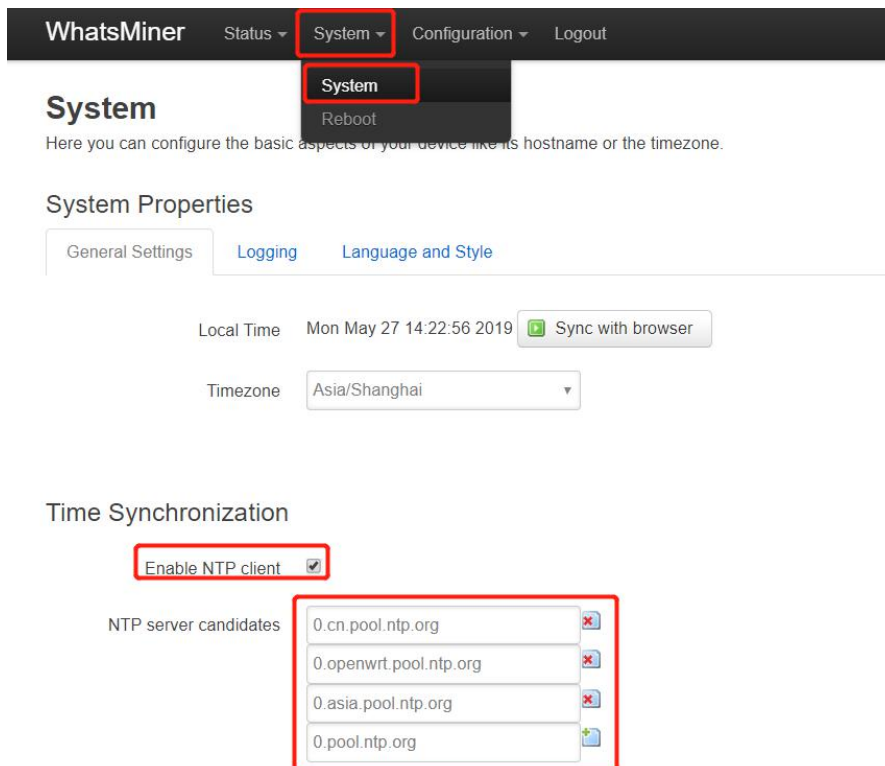 WhatsMiner Status System Configuration Logout
System
Reboot
System
Here you can configure the basic aspects of your device like its hostname or the timezone.
System Properties
General Settings Logging Language and Style
Local Time Mon May 27 14:22:56 2019 Sync with browser
Timezone Asia/Shanghai
Time Synchronization
Enable NTP client
NTP server candidates 0.cn.pool.ntp.org
0.openwrt.pool.ntp.org
0.asia.pool.ntp.org
0.pool.ntp.org